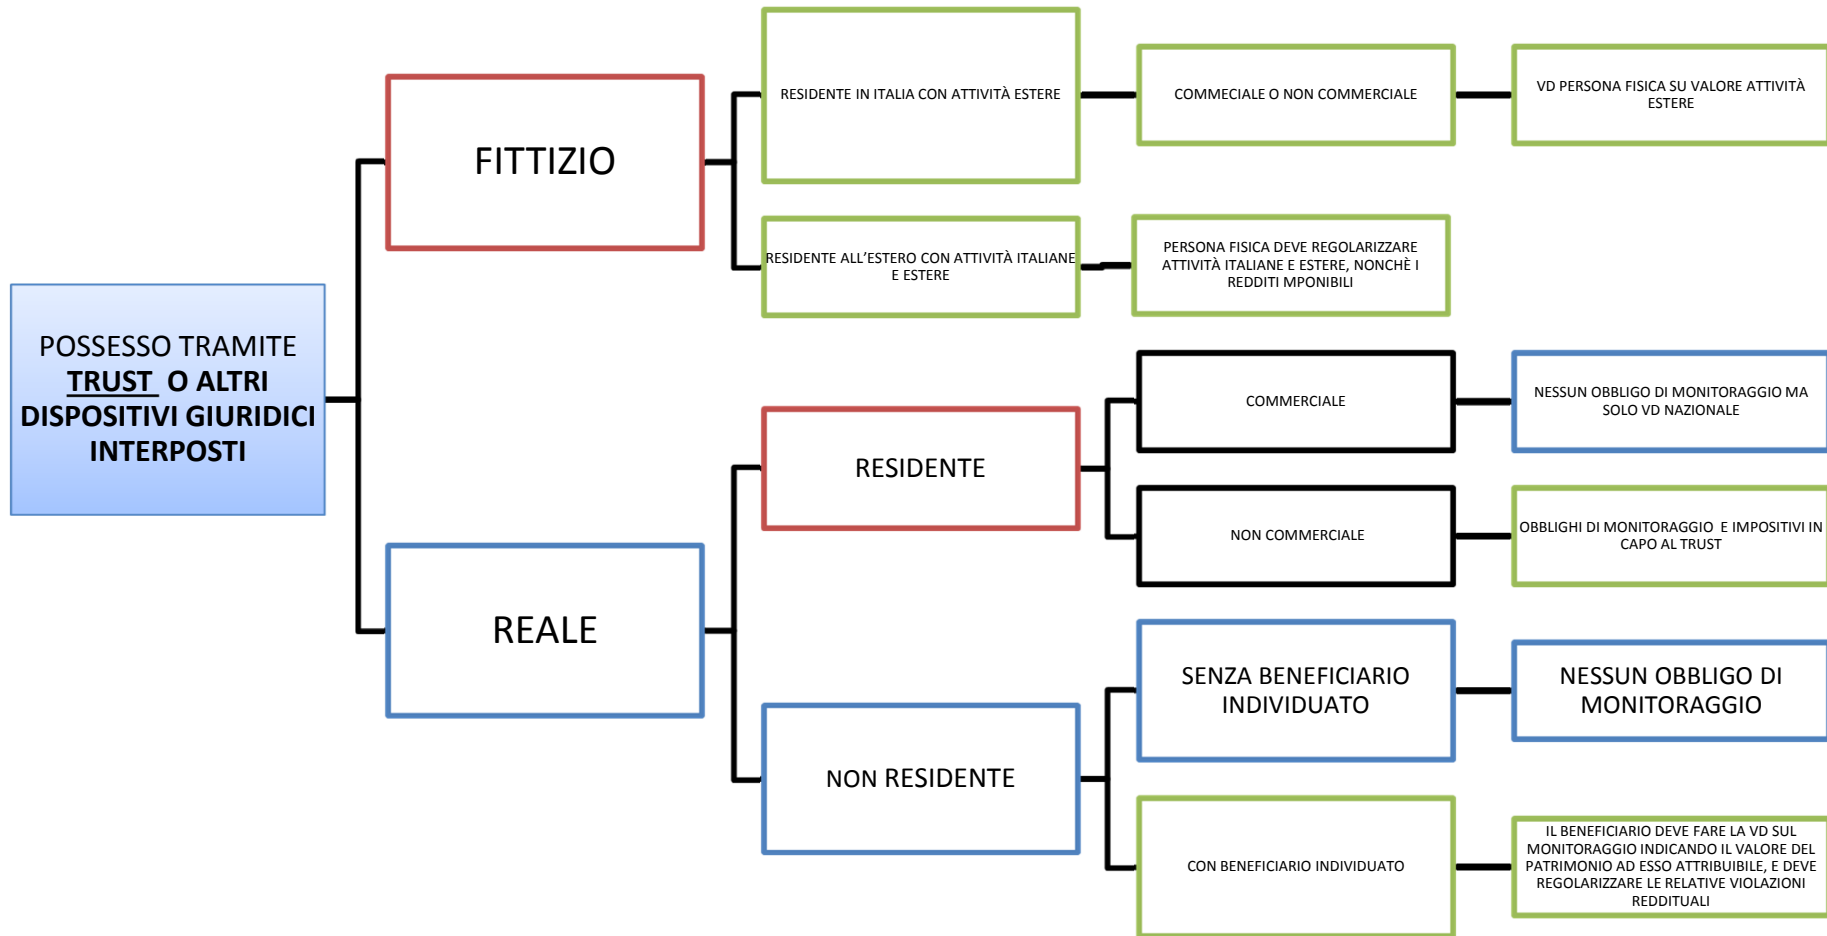 POSSESSO TRAMITE
TRUST O ALTRI
DISPOSITIVI GIURIDICI
INTERPOSTI
FITTIZIO
RESIDENTE IN ITALIA CON ATTIVITÀ ESTERE
COMMECIALE O NON COMMERCIALE
VD PERSONA FISICA SU VALORE ATTIVITÀ
ESTERE
RESIDENTE ALL'ESTERO CON ATTIVITÀ ITALIANE
E ESTERE
PERSONA FISICA DEVE REGOLARIZZARE
ATTIVITÀ ITALIANE E ESTERE, NONCHÈ I
REDDITI MPONIBILI
REALE
RESIDENTE
COMMERCIALE
NESSUN OBBLIGO DI MONITORAGGIO MA
SOLO VD NAZIONALE
NON COMMERCIALE
OBBLIGHI DI MONITORAGGIO E IMPOSITIVI IN
CAPO AL TRUST
NON RESIDENTE
SENZA BENEFICIARIO
INDIVIDUATO
NESSUN OBBLIGO DI
MONITORAGGIO
CON BENEFICIARIO INDIVIDUATO
IL BENEFICIARIO DEVE FARE LA VD SUL
MONITORAGGIO INDICANDO IL VALORE DEL
PATRIMONIO AD ESSO ATTRIBUIBILE, E DEVE
REGOLARIZZARE LE RELATIVE VIOLAZIONI
REDDITUALI